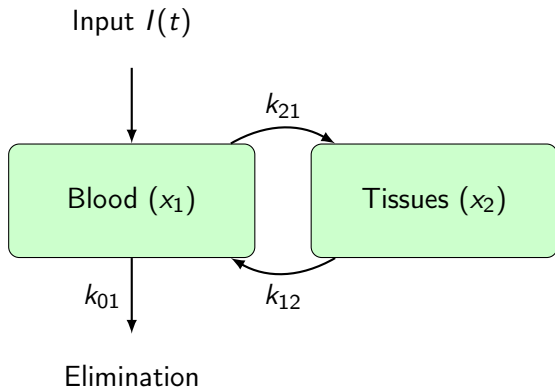 Input I(t)
k₂₁
Blood (x₁)
Tissues (x₂)
k₀₁
k₁₂
Elimination